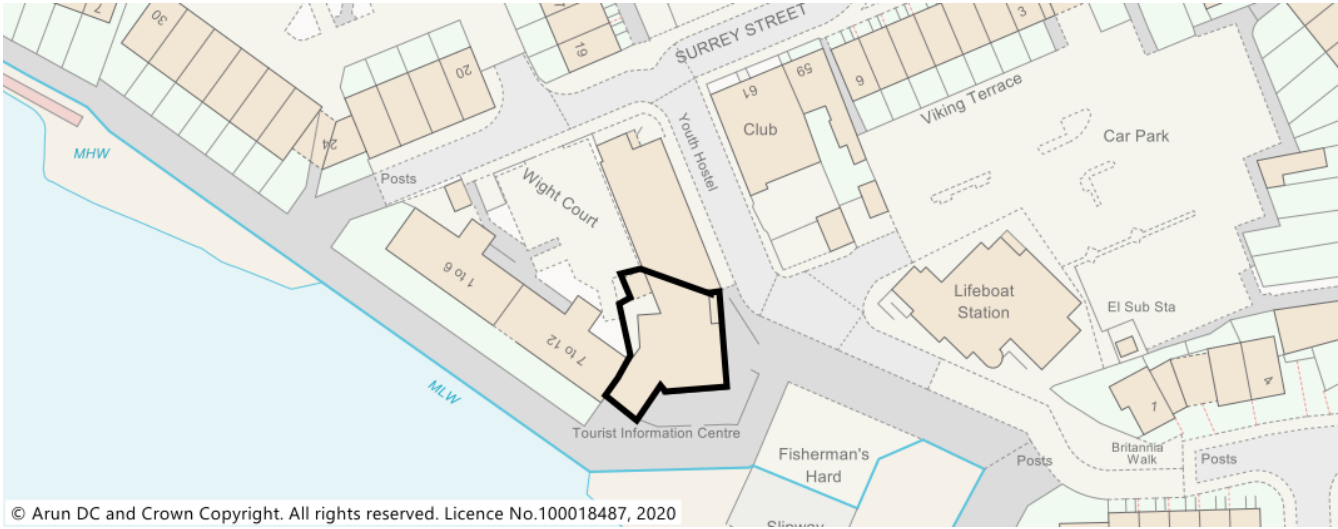 7
30
19
SURREY STREET
3
20
61
59
6
Viking Terrace
Club
Car Park
24
MHW
Youth Hostel
Posts
Wight Court
1 to 6
Lifeboat
Station
El Sub Sta
7 to 12
MLW
1
4
Tourist Information Centre
Fisherman's
Hard
Britannia
Walk
Posts
Posts
Slipway
© Arun DC and Crown Copyright. All rights reserved. Licence No.100018487, 2020